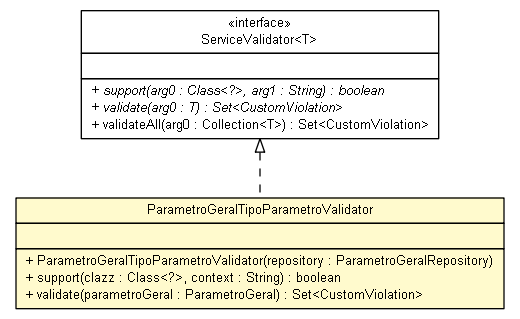 «interface»
ServiceValidator<T>
+ support(arg0 : Class<?>, arg1 : String) : boolean
+ validate(arg0 : T) : Set<CustomViolation>
+ validateAll(arg0 : Collection<T>) : Set<CustomViolation>
ParametroGeralTipoParametroValidator
+ ParametroGeralTipoParametroValidator(repository : ParametroGeralRepository)
+ support(clazz : Class<?>, context : String) : boolean
+ validate(parametroGeral : ParametroGeral) : Set<CustomViolation>